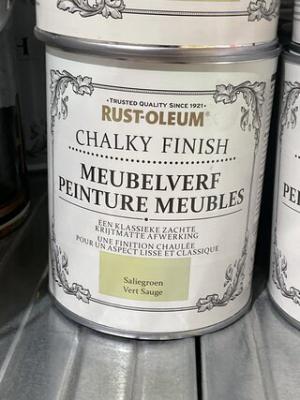 • TRUSTED QUALITY SINCE 1921 •
RUST-OLEUM®
CHALKY FINISH
MEUBELVERF
PEINTURE MEUBLES
EEN KLASSIEKE ZACHTE
KRIJTMATTE AFWERKING
UNE FINITION CHAULÉE
POUR UN ASPECT LISSE ET CLASSIQUE
Saliegroen
Vert Sauge